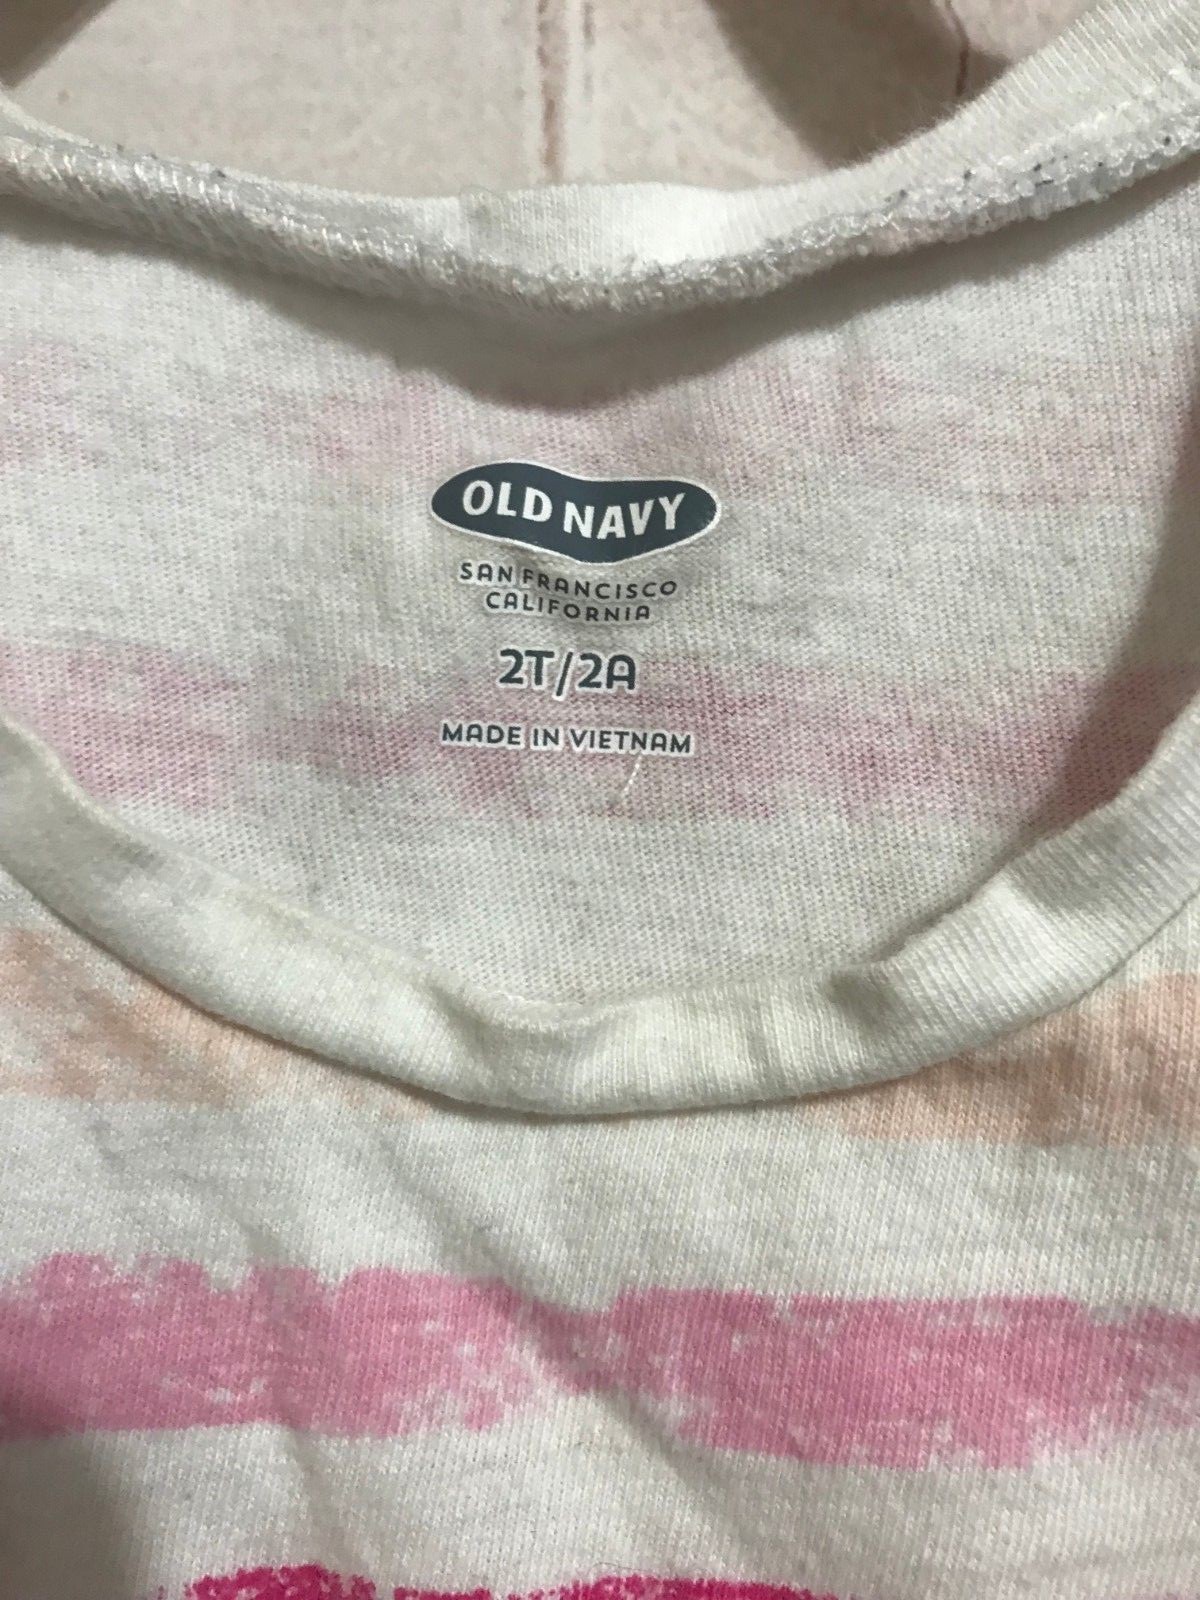 OLD NAVY
SAN FRANCISCO
CALIFORNIA
2T/2A
MADE IN VIETNAM